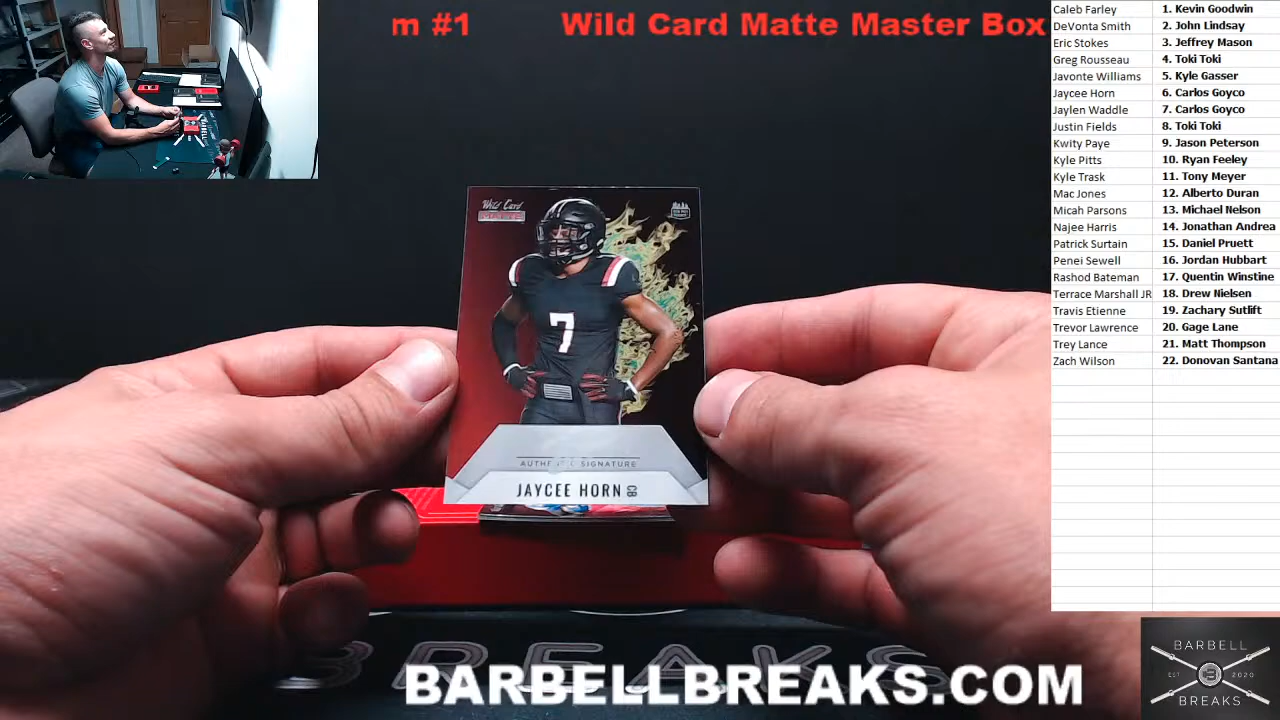 m #1 Wild Card Matte Master Box
Caleb Farley 1. Kevin Goodwin
DeVonta Smith 2. John Lindsay
Eric Stokes 3. Jeffrey Mason
Greg Rousseau 4. Toki Toki
Javonte Williams 5. Kyle Gasser
Jaycee Horn 6. Carlos Goyco
Jaylen Waddle 7. Carlos Goyco
Justin Fields 8. Toki Toki
Kwity Paye 9. Jason Peterson
Kyle Pitts 10. Ryan Feeley
Kyle Trask 11. Tony Meyer
Mac Jones 12. Alberto Duran
Micah Parsons 13. Michael Nelson
Najee Harris 14. Jonathan Andrea
Patrick Surtain 15. Daniel Pruett
Penei Sewell 16. Jordan Hubbart
Rashod Bateman 17. Quentin Winstine
Terrace Marshall JR 18. Drew Nielsen
Travis Etienne 19. Zachary Sutlift
Trevor Lawrence 20. Gage Lane
Trey Lance 21. Matt Thompson
Zach Wilson 22. Donovan Santana
Wild Card
MATTE
7
AUTHENTIC SIGNATURE
JAYCEE HORN CB
BREAKS
BARBELLBREAKS.COM
BARBELL
EST 2020
BREAKS